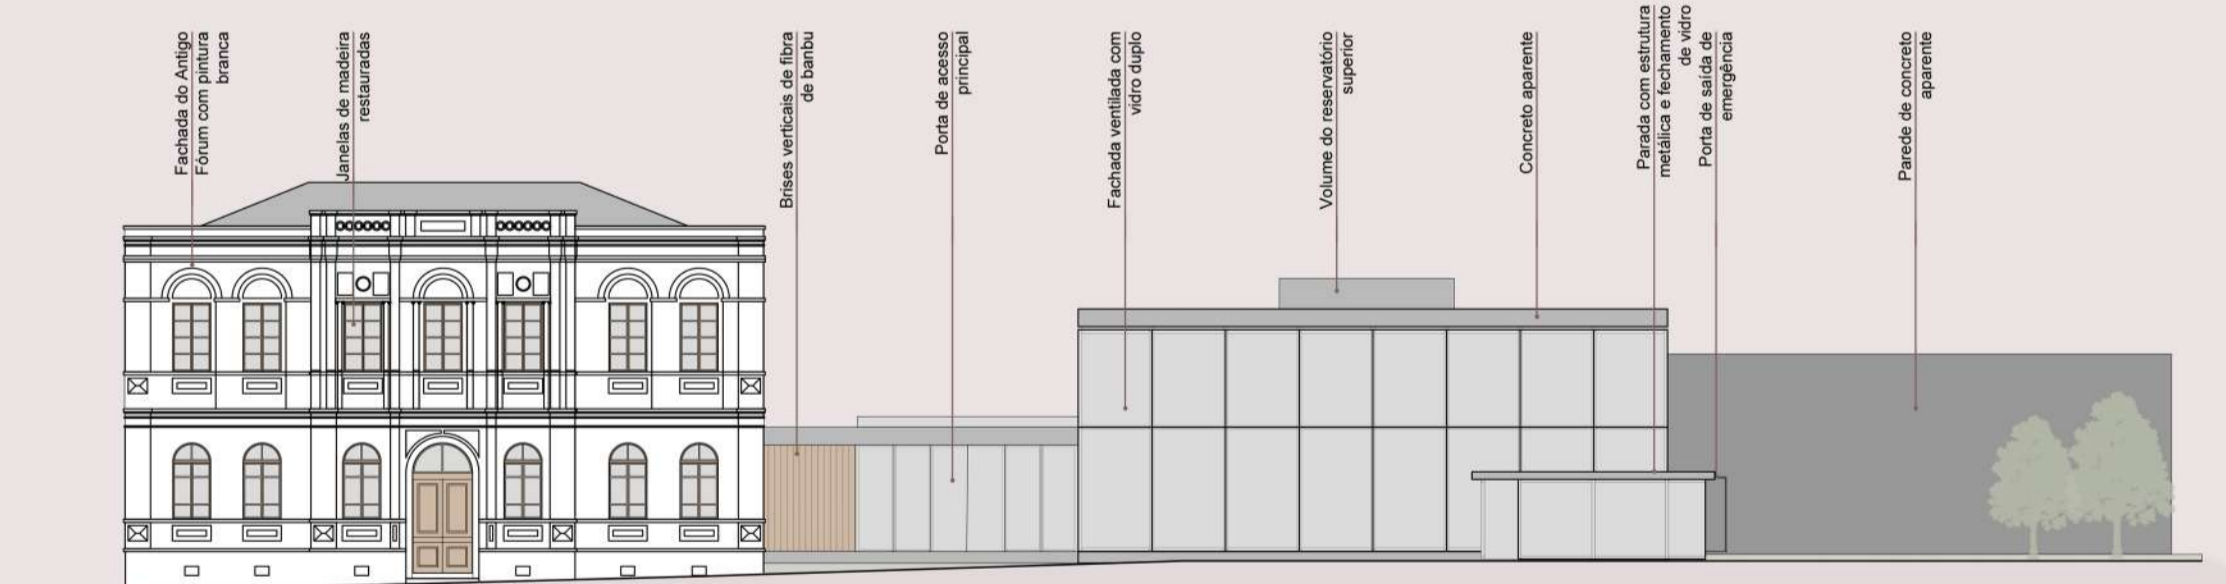 Fachada do Antigo
Fórum com pintura
branca
Janelas de madeira
restauradas
Brises verticais de fibra
de banbu
Porta de acesso
principal
Fachada ventilada com
vidro duplo
Volume do reservatório
superior
Concreto aparente
Parada com estrutura
metálica e fechamento
de vidro
Porta de saída de
emergência
Parede de concreto
aparente